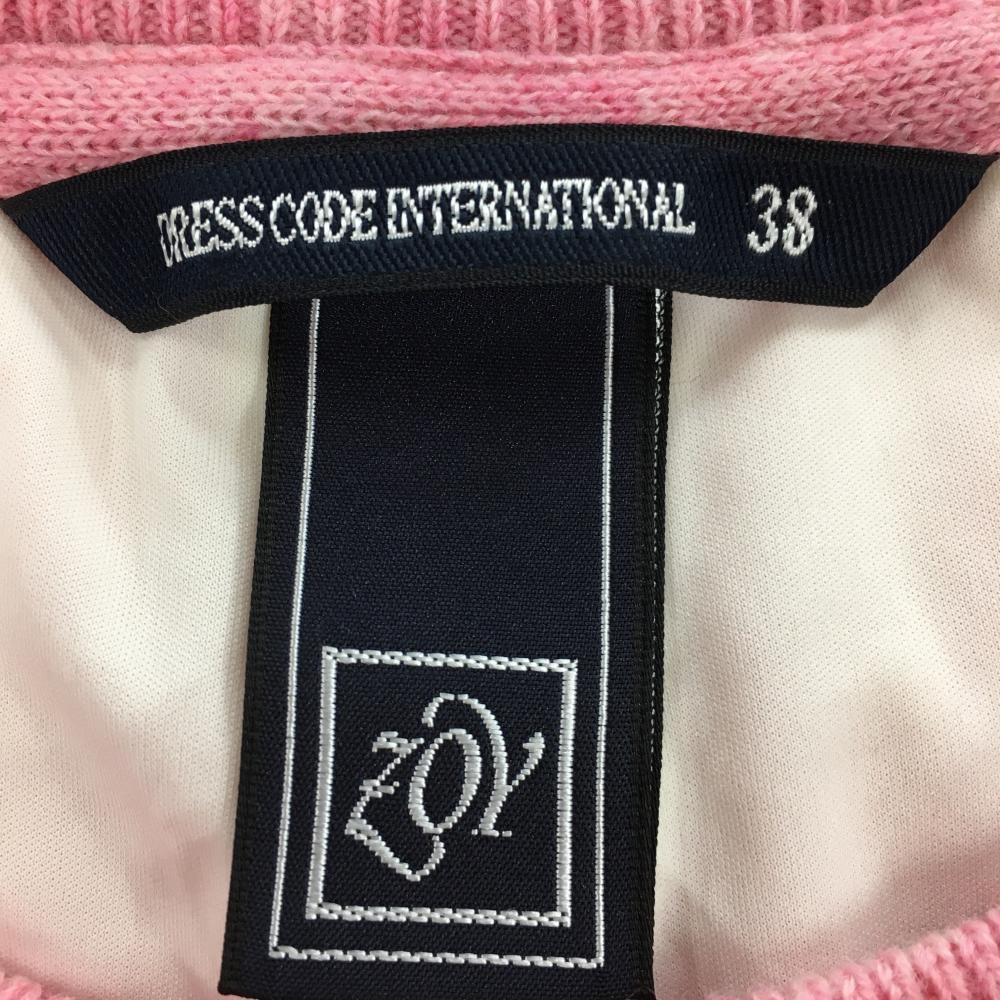 DRESS CODE INTERNATIONAL 38
ZOY